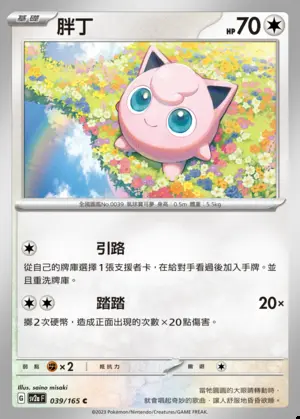 基礎
胖丁
HP70
全國圖鑑No.0039 氣球寶可夢 身高:0.5m 體重:5.5kg
引路
從自己的牌庫選擇1張支援者卡,在給對手看過後加入手牌。並
且重洗牌庫。
踏踏 20×
擲2次硬幣,造成正面出現的次數×20點傷害。
弱點 ×2 抵抗力 撤退
Illus. saino misaki
G sv2a F 039/165 C
當牠圓圓的大眼睛轉動時,
就會唱起奇妙的歌曲,讓人舒服地昏昏欲睡。
©2023 Pokémon/Nintendo/Creatures/GAME FREAK.